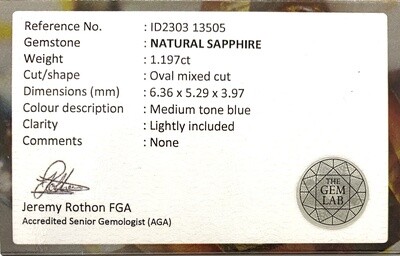 Reference No. : ID2303 13505
Gemstone : NATURAL SAPPHIRE
Weight : 1.197ct
Cut/shape : Oval mixed cut
Dimensions (mm) : 6.36 x 5.29 x 3.97
Colour description : Medium tone blue
Clarity : Lightly included
Comments : None
Jeremy Rothon FGA
Accredited Senior Gemologist (AGA)
THE
GEM
LAB